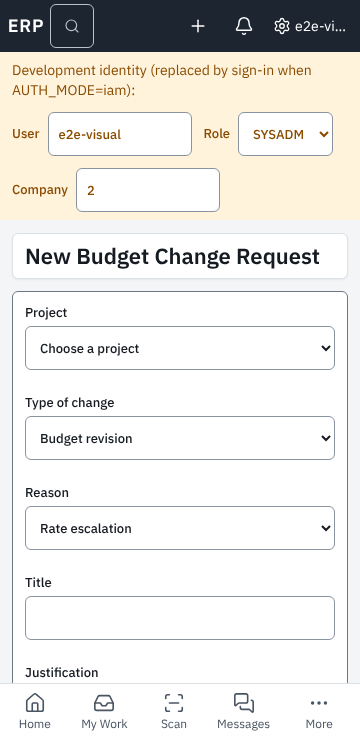 ERP
e2e-vi...
Development identity (replaced by sign-in when
AUTH_MODE=iam):
User e2e-visual Role SYSADM
Company 2
New Budget Change Request
Project
Choose a project
Type of change
Budget revision
Reason
Rate escalation
Title
Justification
Home My Work Scan Messages More